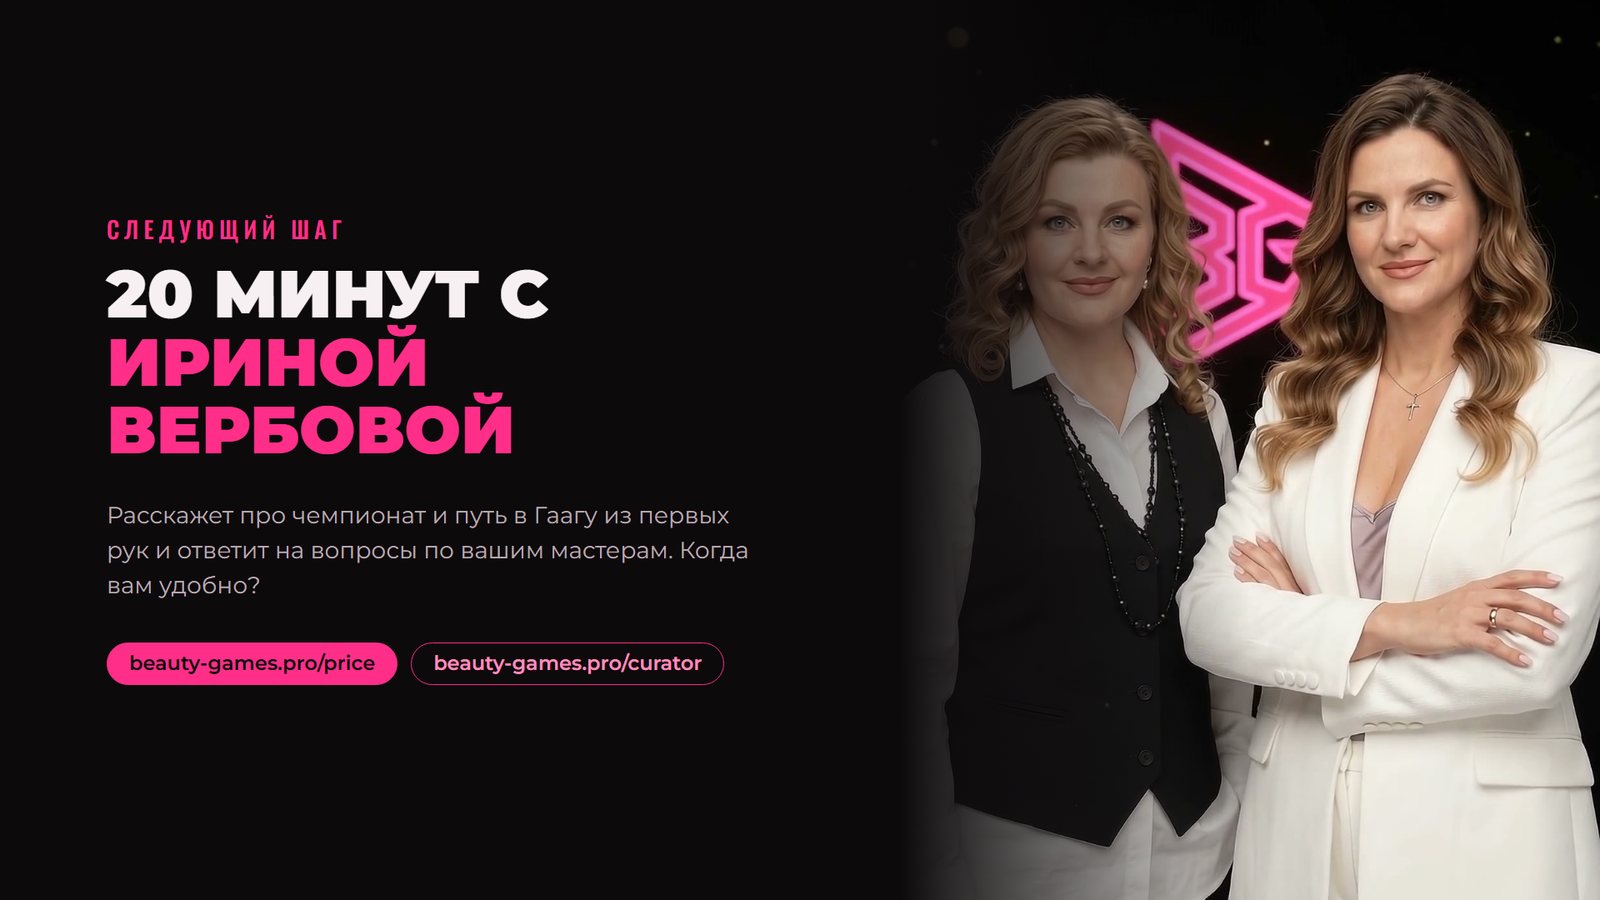 СЛЕДУЮЩИЙ ШАГ
20 МИНУТ С
ИРИНОЙ
ВЕРБОВОЙ
Расскажет про чемпионат и путь в Гаагу из первых
рук и ответит на вопросы по вашим мастерам. Когда
вам удобно?
beauty-games.pro/price
beauty-games.pro/curator